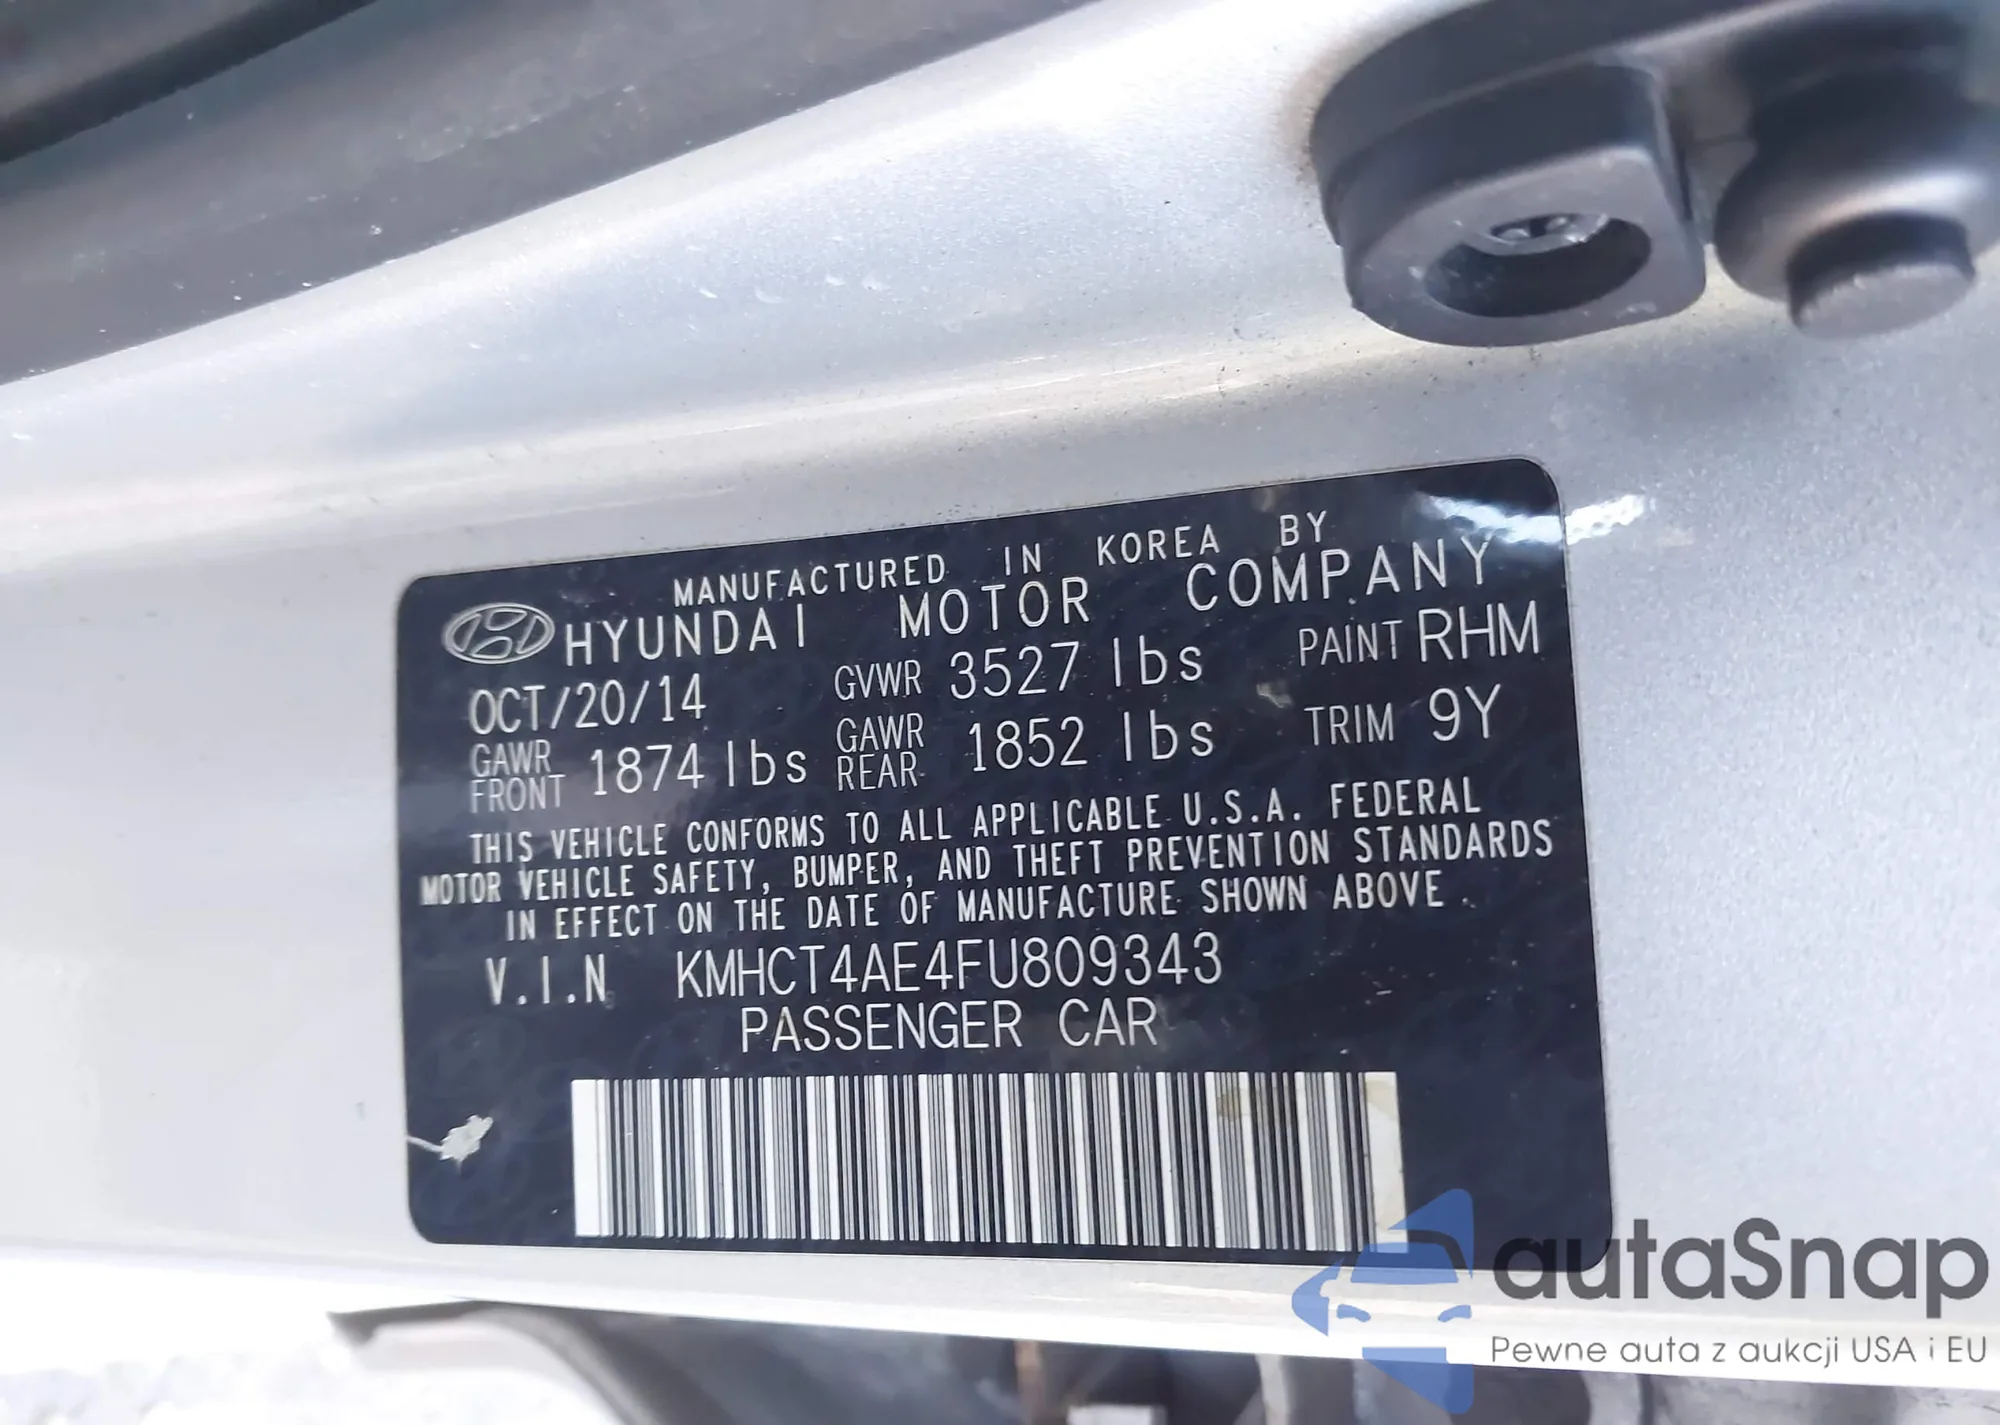 MANUFACTURED IN KOREA BY
HYUNDAI MOTOR COMPANY
OCT/20/14 GVWR 3527 lbs PAINT RHM
GAWR FRONT 1874 lbs GAWR REAR 1852 lbs TRIM 9Y
THIS VEHICLE CONFORMS TO ALL APPLICABLE U.S.A. FEDERAL
MOTOR VEHICLE SAFETY, BUMPER, AND THEFT PREVENTION STANDARDS
IN EFFECT ON THE DATE OF MANUFACTURE SHOWN ABOVE.
V.I.N KMHCT4AE4FU809343
PASSENGER CAR
autaSnap
Pewne auta z aukcji USA i EU